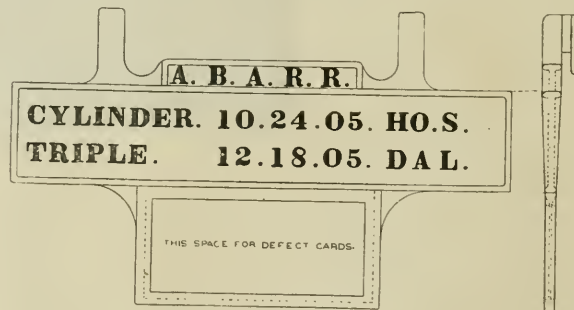 A. B. A. R. R.
CYLINDER. 10.24.05. HO.S.
TRIPLE. 12.18.05. DAL.
THIS SPACE FOR DEFECT CARDS.